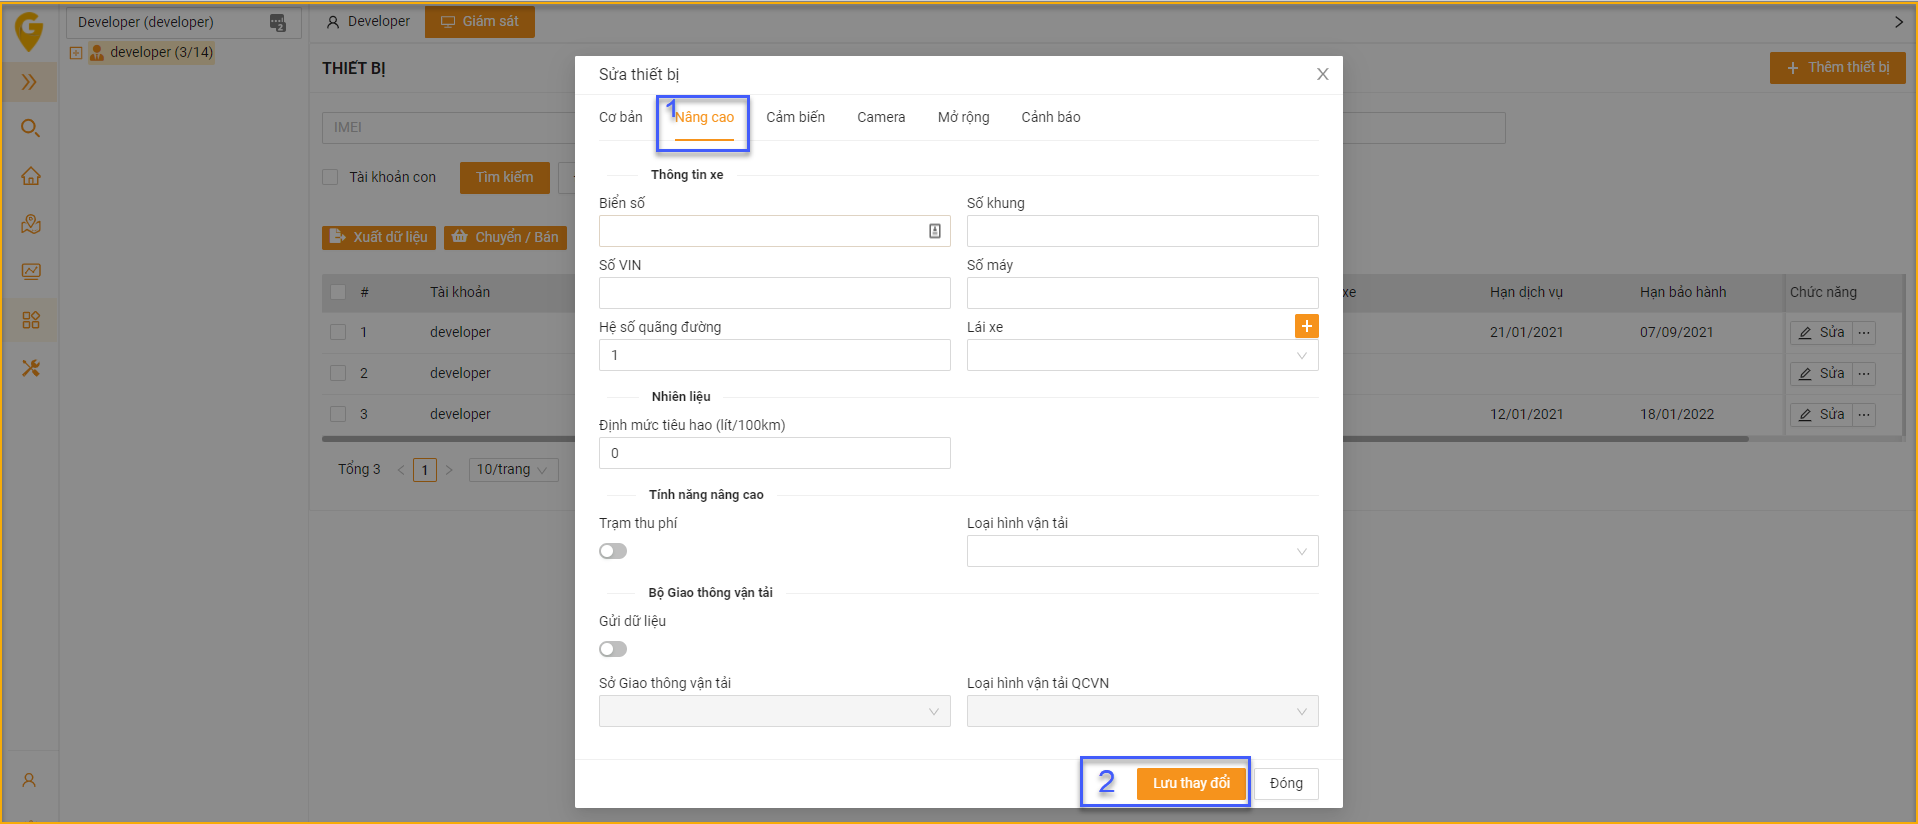 Developer (developer)
developer (3/14)
Developer
Giám sát
THIẾT BỊ
Thêm thiết bị
IMEI
Tài khoản con
Tìm kiếm
Xuất dữ liệu
Chuyển / Bán
# Tài khoản xe Hạn dịch vụ Hạn bảo hành Chức năng
1 developer 21/01/2021 07/09/2021 Sửa ...
2 developer Sửa ...
3 developer 12/01/2021 18/01/2022 Sửa ...
Tổng 3 < 1 > 10/trang
Sửa thiết bị
1
Cơ bản Nâng cao Cảm biến Camera Mở rộng Cảnh báo
Thông tin xe
Biển số Số khung
Số VIN Số máy
Hệ số quãng đường Lái xe
1
Nhiên liệu
Định mức tiêu hao (lít/100km)
0
Tính năng nâng cao
Trạm thu phí Loại hình vận tải
Bộ Giao thông vận tải
Gửi dữ liệu
Sở Giao thông vận tải Loại hình vận tải QCVN
2 Lưu thay đổi Đóng